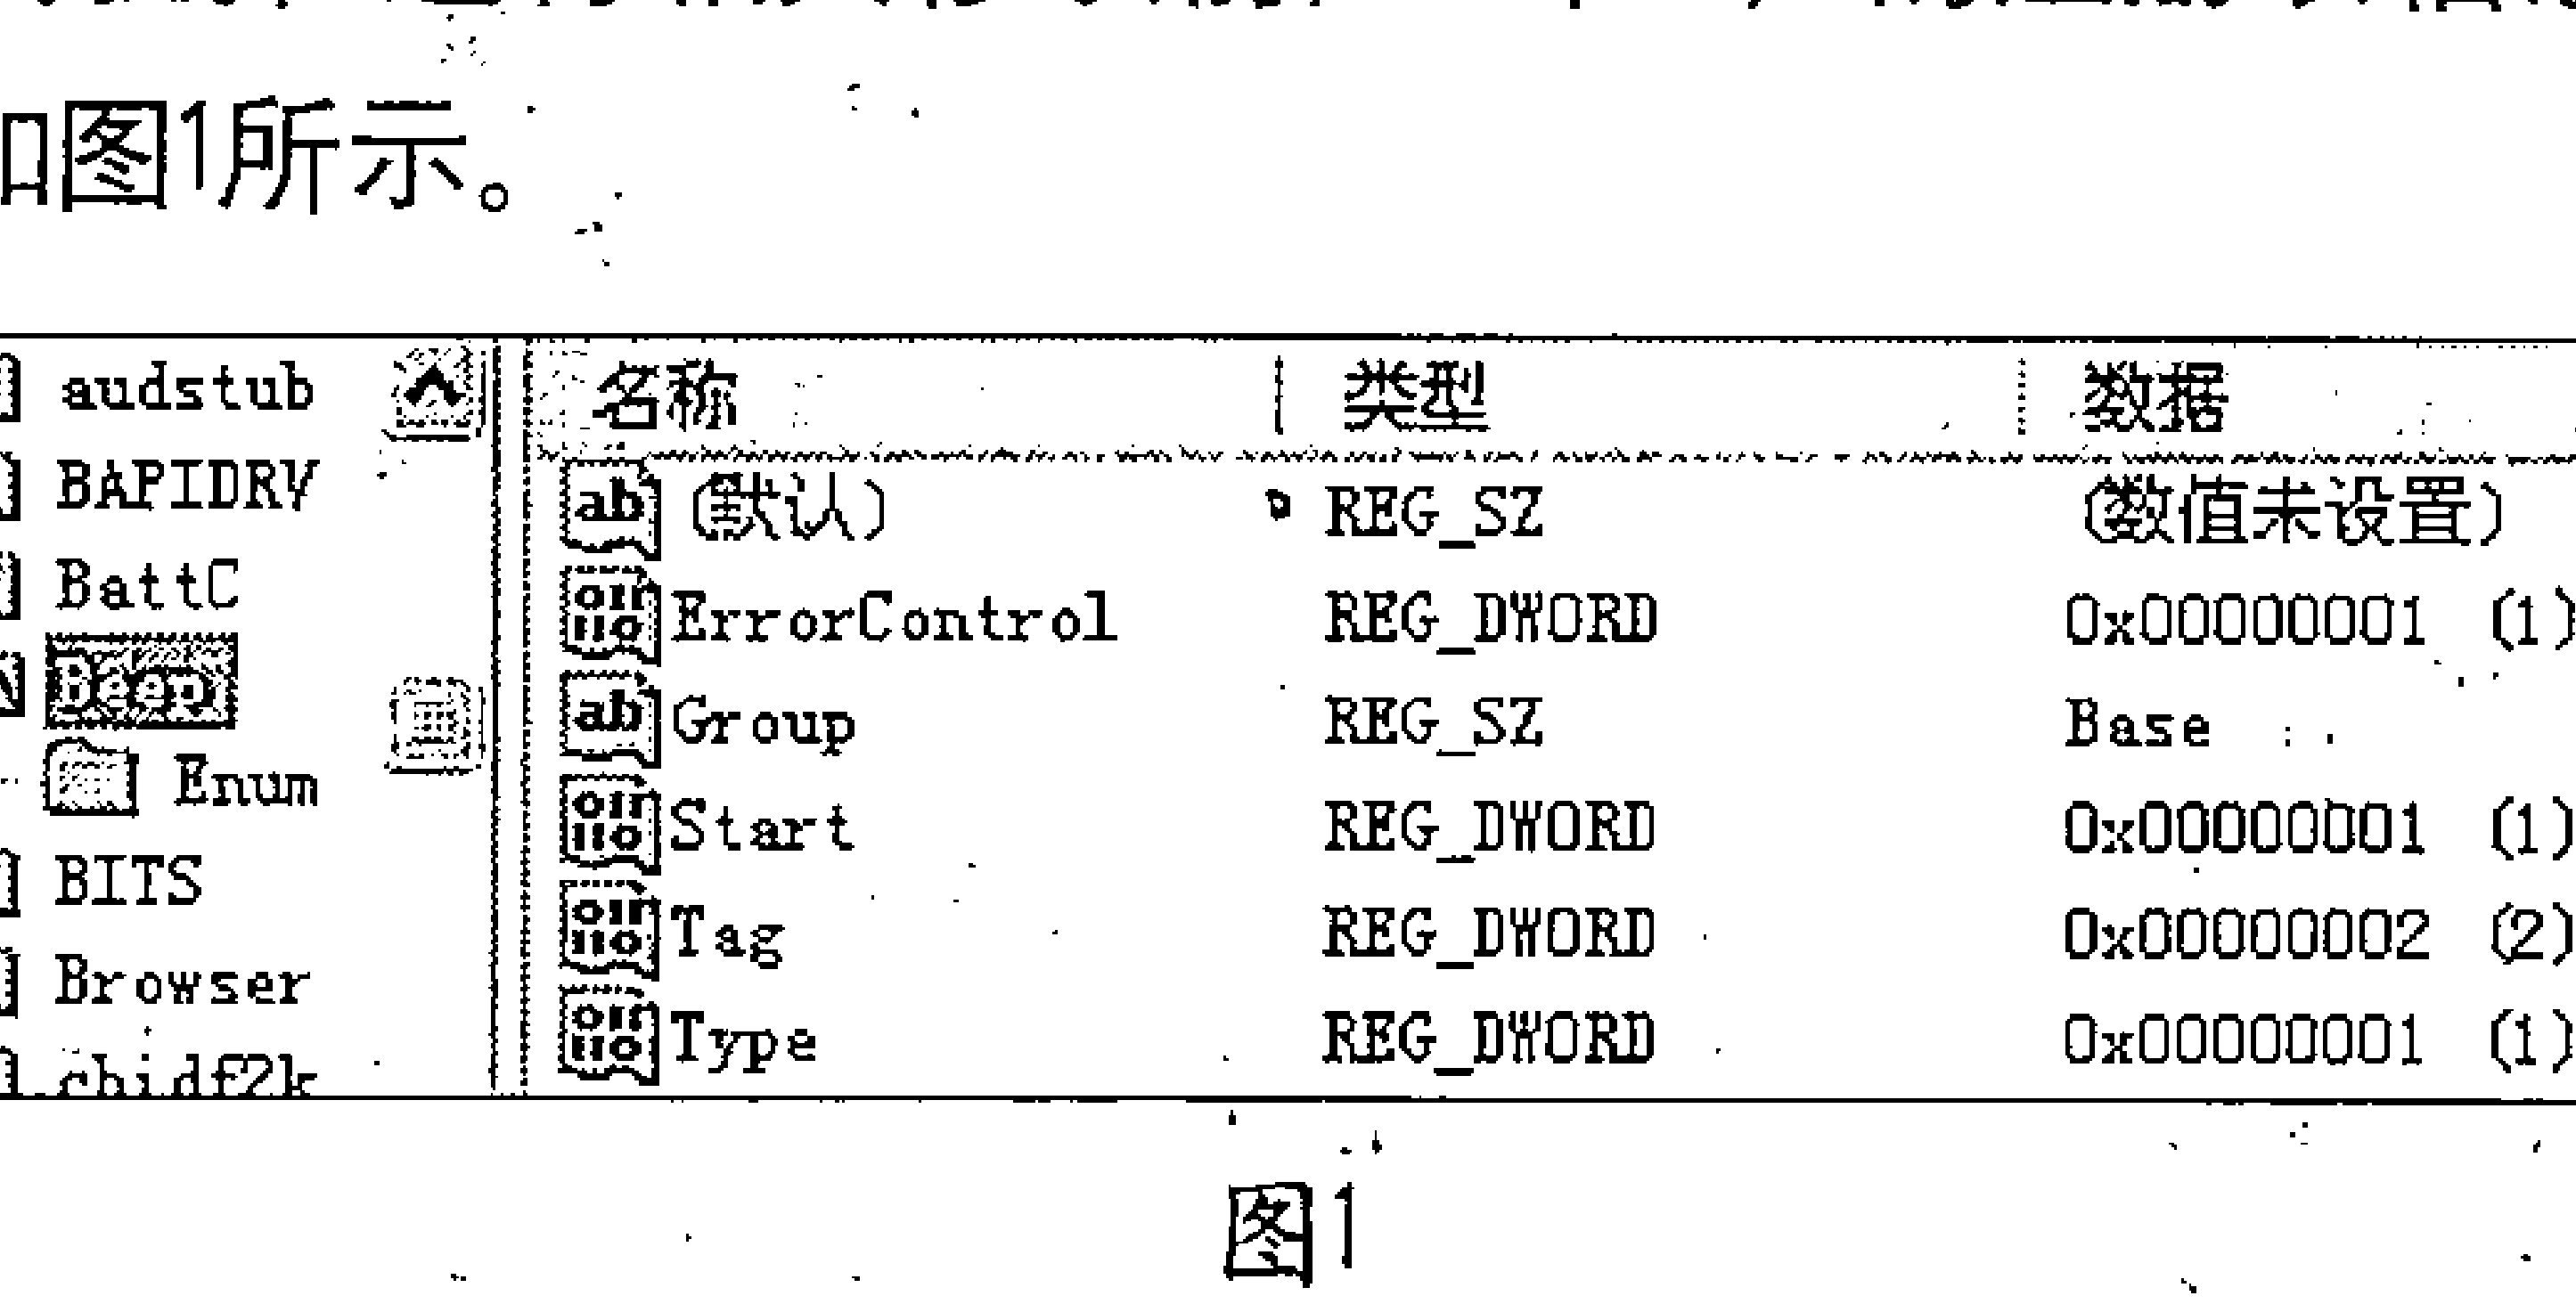 如图1所示。
audstub
BAPIDRV
BattC
Beep
Enum
BITS
Browser
cbidf2k
名称 类型 数据
(默认) REG_SZ (数值未设置)
ErrorControl REG_DWORD 0x00000001 (1)
Group REG_SZ Base
Start REG_DWORD 0x00000001 (1)
Tag REG_DWORD 0x00000002 (2)
Type REG_DWORD 0x00000001 (1)
图1